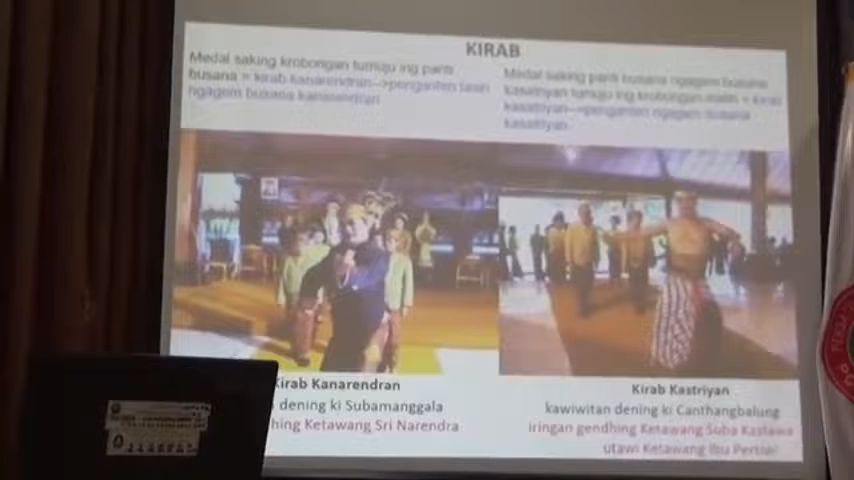 KIRAB
Medal saking krobongan tumuju ing panti
busana = kirab kanarendran-->penganten taksih
ngagem busana kanarendran
Medal saking panti busana ngagem busana
kasatriyan tumuju ing krobongan malih = kirab
kasatriyan-->penganten ngagem busana
kasatriyan
Kirab Kanarendran
dening ki Subamanggala
hing Ketawang Sri Narendra
Kirab Kastriyan
kawiwitan dening ki Canthangbalung
iringan gendhing Ketawang Suba Kastawa
utawi Ketawang Ibu Pertiwi